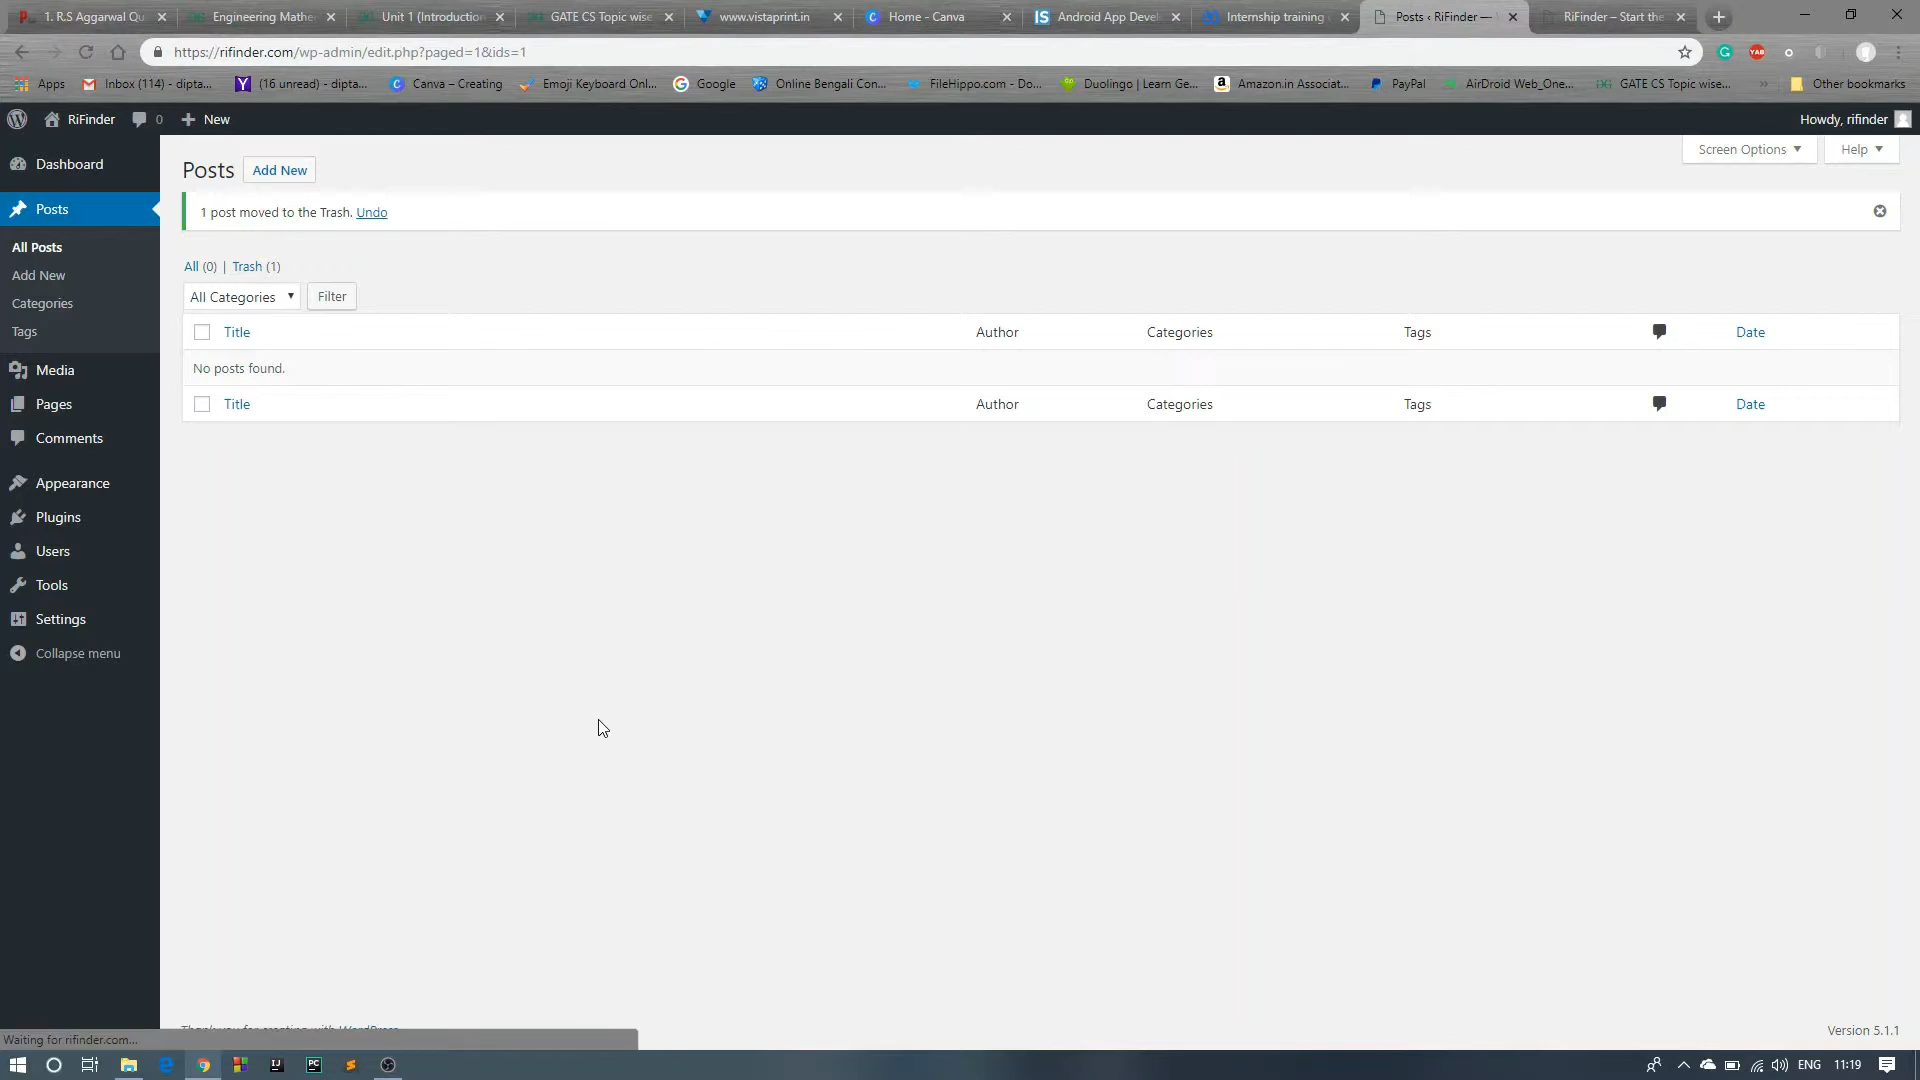 1. R.S Aggarwal Qu
Engineering Mathe
Unit 1 (Introduction
GATE CS Topic wise
www.vistaprint.in
Home - Canva
Android App Devel
Internship training
Posts ‹ RiFinder —
RiFinder – Start the
https://rifinder.com/wp-admin/edit.php?paged=1&ids=1
Apps
Inbox (114) - dipta...
(16 unread) - dipta...
Canva – Creating
Emoji Keyboard Onl...
Google
Online Bengali Con...
FileHippo.com - Do...
Duolingo | Learn Ge...
Amazon.in Associat...
PayPal
AirDroid Web_One...
GATE CS Topic wise...
Other bookmarks
RiFinder
0
New
Howdy, rifinder
Dashboard
Posts
All Posts
Add New
Categories
Tags
Media
Pages
Comments
Appearance
Plugins
Users
Tools
Settings
Collapse menu
Screen Options
Help
Posts
Add New
1 post moved to the Trash. Undo
All (0) | Trash (1)
All Categories
Filter
Title Author Categories Tags Date
No posts found.
Title Author Categories Tags Date
Thank you for creating with WordPress
Version 5.1.1
Waiting for rifinder.com...
ENG
11:19